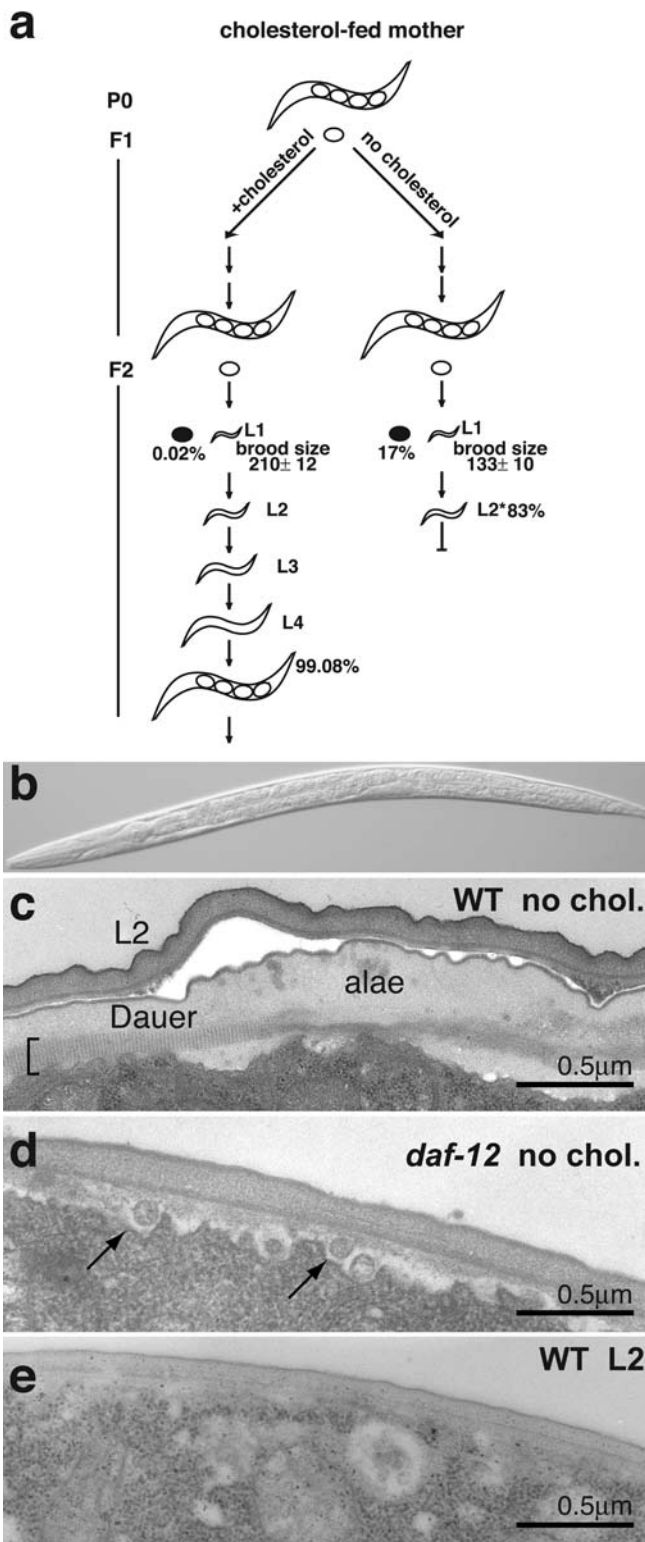 a
cholesterol-fed mother
P0
F1
+cholesterol
no cholesterol
F2
L1
0.02%
brood size
210± 12
L1
17%
brood size
133± 10
L2
L2*83%
L3
L4
99.08%
b
c
WT no chol.
L2
alae
Dauer
0.5μm
d
daf-12 no chol.
0.5μm
e
WT L2
0.5μm